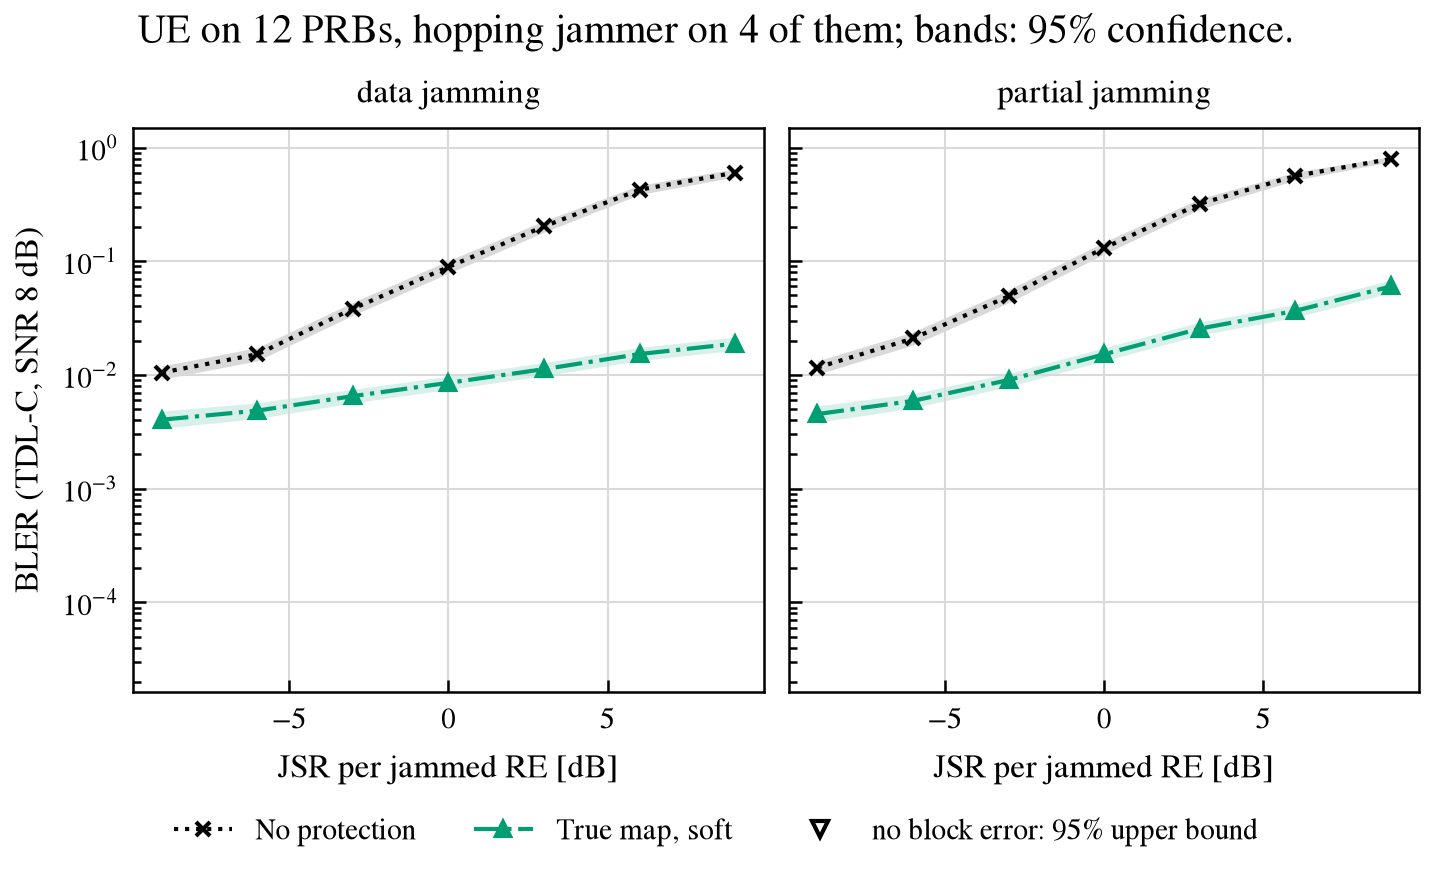 UE on 12 PRBs, hopping jammer on 4 of them; bands: 95% confidence.
data jamming
partial jamming
BLER (TDL-C, SNR 8 dB)
10⁰
10⁻¹
10⁻²
10⁻³
10⁻⁴
−5
0
5
−5
0
5
JSR per jammed RE [dB]
JSR per jammed RE [dB]
No protection
True map, soft
no block error: 95% upper bound